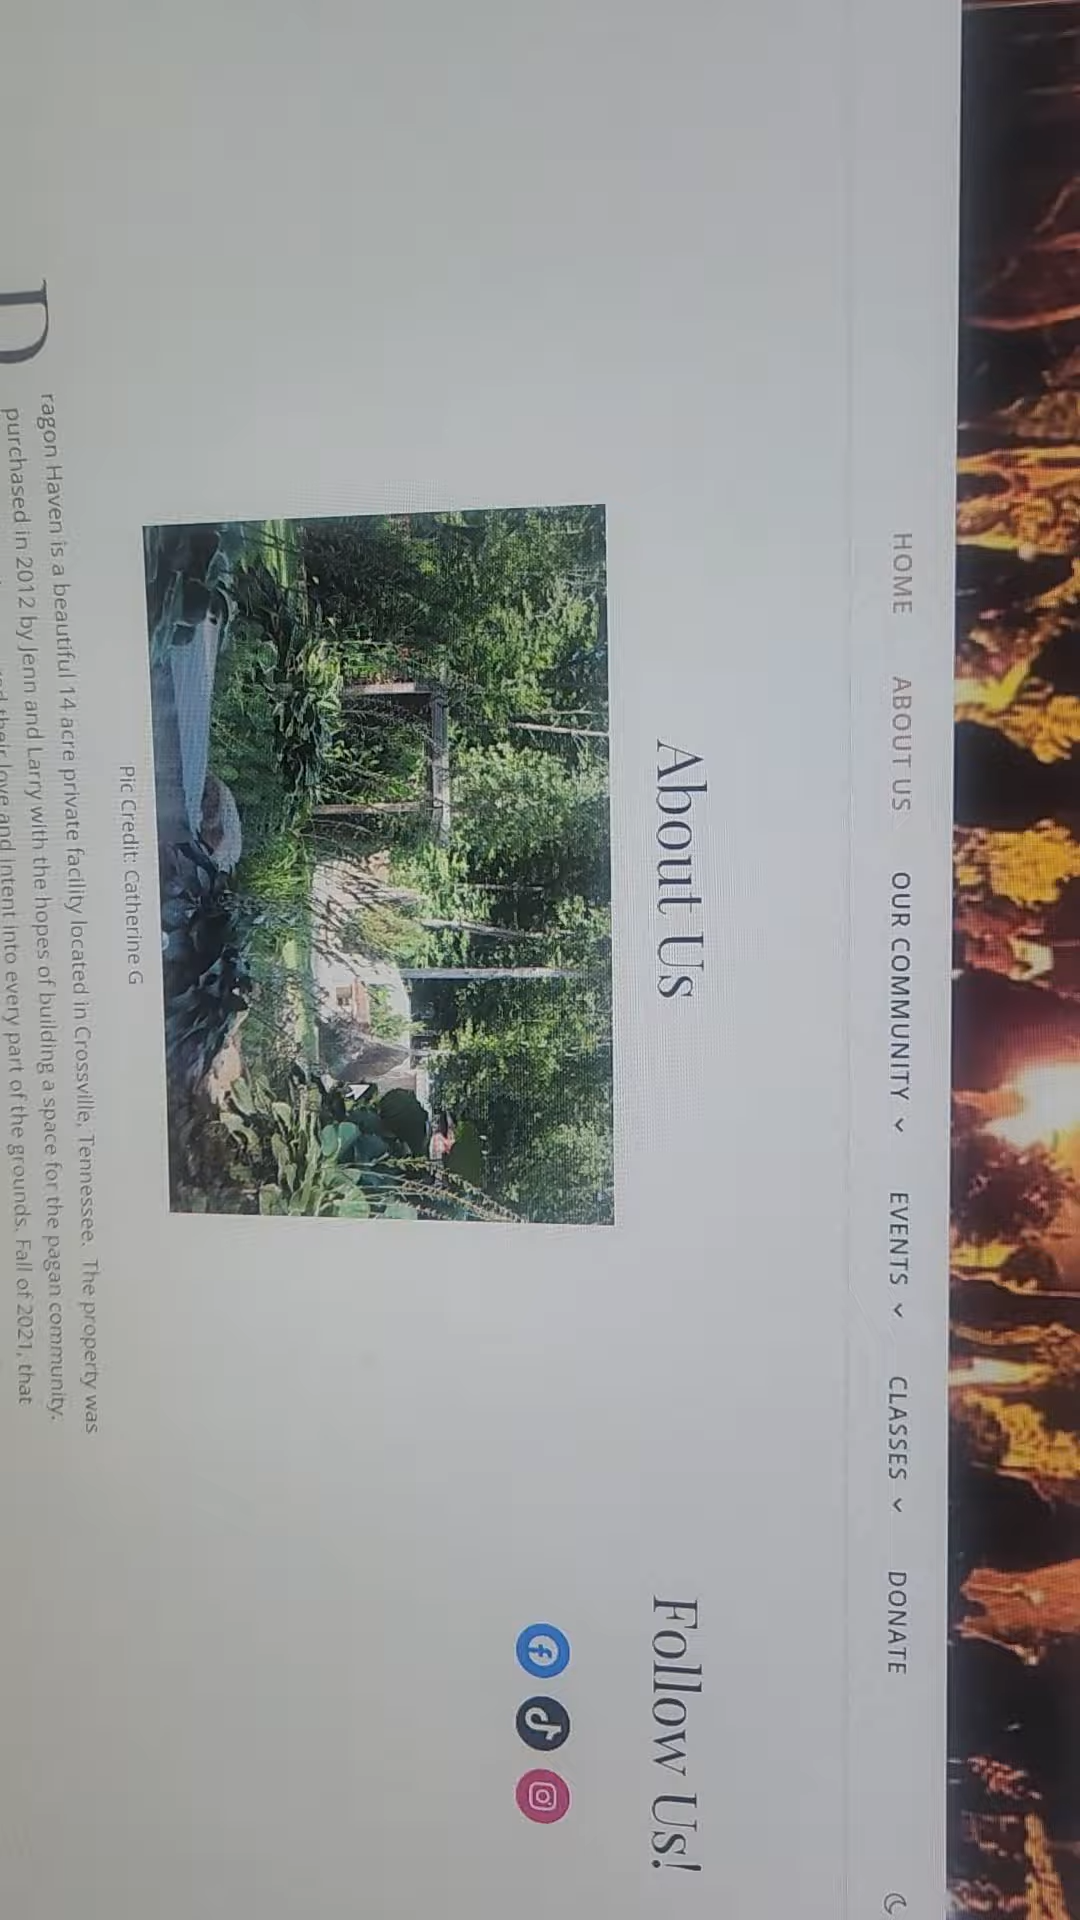 HOME ABOUT US OUR COMMUNITY EVENTS CLASSES DONATE
About Us
Follow Us!
Pic Credit: Catherine G
Dragon Haven is a beautiful 14 acre private facility located in Crossville, Tennessee. The property was
purchased in 2012 by Jenn and Larry with the hopes of building a space for the pagan community.
their love and intent into every part of the grounds. Fall of 2021, that